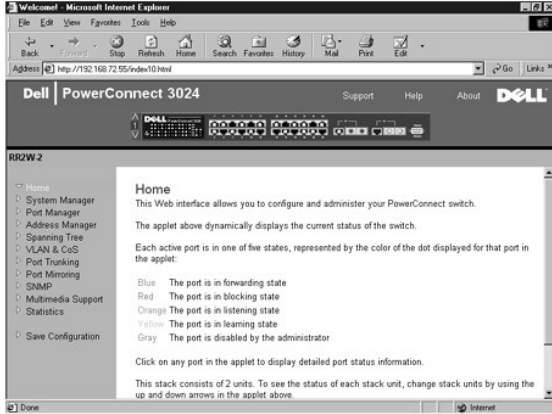 Welcome! - Microsoft Internet Explorer
File Edit View Favorites Tools Help
Back Forward Stop Refresh Home Search Favorites History Mail Print Edit
Address http://192.168.72.55/index10.html Go Links »
Dell | PowerConnect 3024 Support Help About DELL
DELL
RR2W-2
Home
System Manager
Port Manager
Address Manager
Spanning Tree
VLAN & CoS
Port Trunking
Port Mirroring
SNMP
Multimedia Support
Statistics
Save Configuration
Home
This Web interface allows you to configure and administer your PowerConnect switch.
The applet above dynamically displays the current status of the switch.
Each active port is in one of five states, represented by the color of the dot displayed for that port in
the applet:
Blue The port is in forwarding state
Red The port is in blocking state
Orange The port is in listening state
Yellow The port is in learning state
Gray The port is disabled by the administrator
Click on any port in the applet to display detailed port status information.
This stack consists of 2 units. To see the status of each stack unit, change stack units by using the
up and down arrows in the applet above.
Done Internet